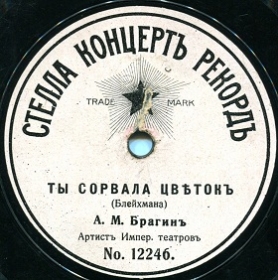 СТЕЛЛА КОНЦЕРТЪ РЕКОРДЪ
TRADE MARK
ТЫ СОРВАЛА ЦВѢТОКЪ
(Блейхмана)
А. М. Брагинъ
Артистъ Импер. театровъ
No. 12246.